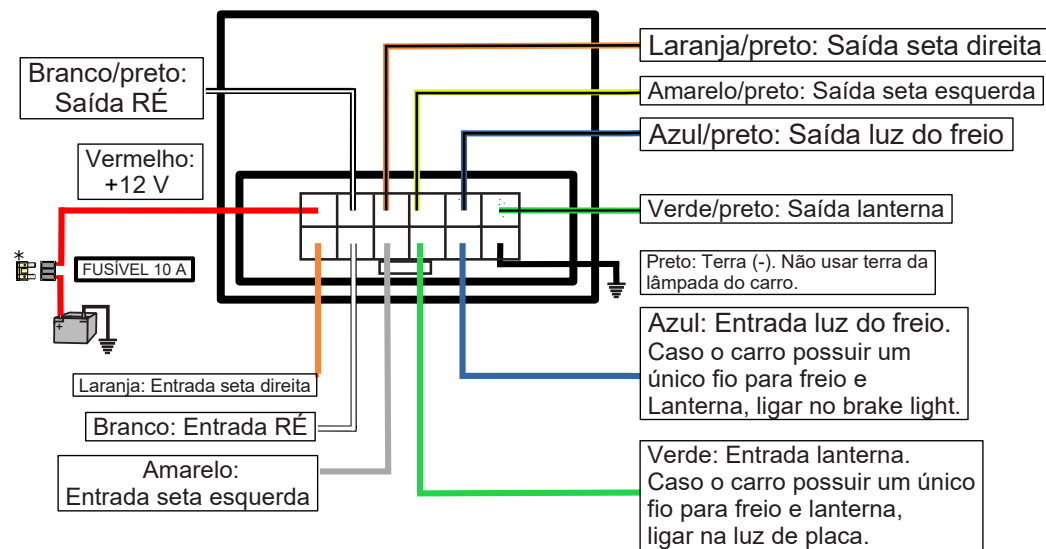 Branco/preto:
Saída RÉ
Vermelho:
+12 V
*
FUSÍVEL 10 A
+
-
Laranja: Entrada seta direita
Branco: Entrada RÉ
Amarelo:
Entrada seta esquerda
Laranja/preto: Saída seta direita
Amarelo/preto: Saída seta esquerda
Azul/preto: Saída luz do freio
Verde/preto: Saída lanterna
Preto: Terra (-). Não usar terra da
lâmpada do carro.
Azul: Entrada luz do freio.
Caso o carro possuir um
único fio para freio e
Lanterna, ligar no brake light.
Verde: Entrada lanterna.
Caso o carro possuir um único
fio para freio e lanterna,
ligar na luz de placa.